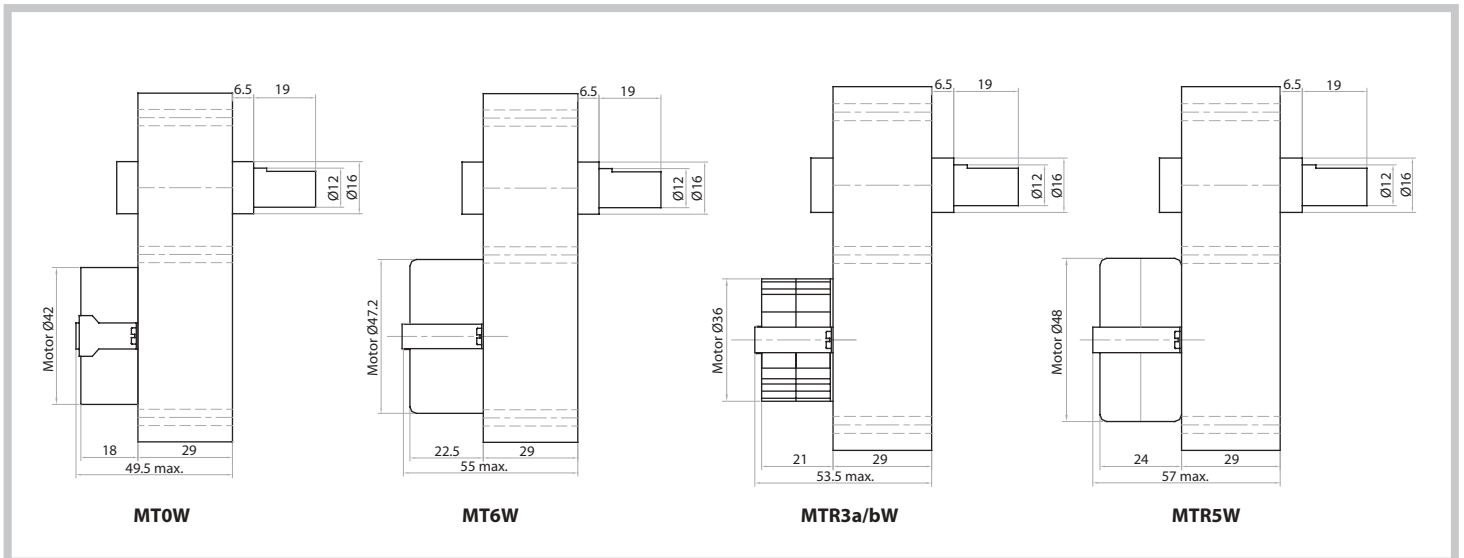 6.5 19
Ø12
Ø16
Motor Ø42
18 29
49.5 max.
MT0W
6.5 19
Ø12
Ø16
Motor Ø47.2
22.5 29
55 max.
MT6W
6.5 19
Ø12
Ø16
Motor Ø36
21 29
53.5 max.
MTR3a/bW
6.5 19
Ø12
Ø16
Motor Ø48
24 29
57 max.
MTR5W